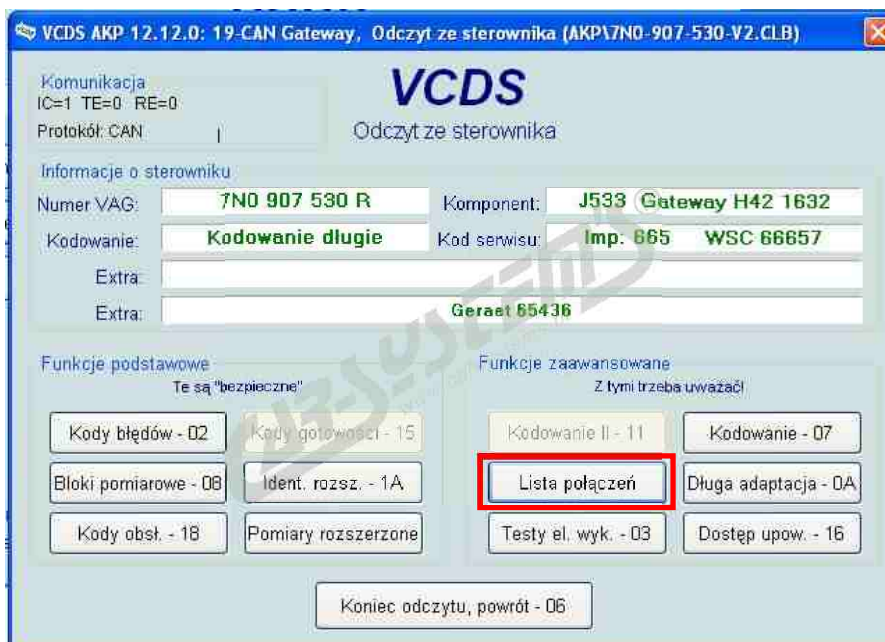 VCDS AKP 12.12.0: 19-CAN Gateway, Odczyt ze sterownika (AKP\7N0-907-530-V2.CLB)
Komunikacja
IC=1 TE=0 RE=0
Protokół: CAN |
VCDS
Odczyt ze sterownika
Informacje o sterowniku
Numer VAG: 7N0 907 530 R Komponent: J533 Gateway H42 1632
Kodowanie: Kodowanie długie Kod serwisu: Imp. 665 WSC 66657
Extra:
Extra: Geraet 65436
Funkcje podstawowe
Te są "bezpieczne"
Kody błędów - 02 Kody gotowości - 15
Bloki pomiarowe - 08 Ident. rozsz. - 1A
Kody obsł. - 18 Pomiary rozszerzone
Funkcje zaawansowane
Z tymi trzeba uważać!
Kodowanie II - 11 Kodowanie - 07
Lista połączeń Długa adaptacja - 0A
Testy el. wyk. - 03 Dostęp upow. - 16
Koniec odczytu, powrót - 06